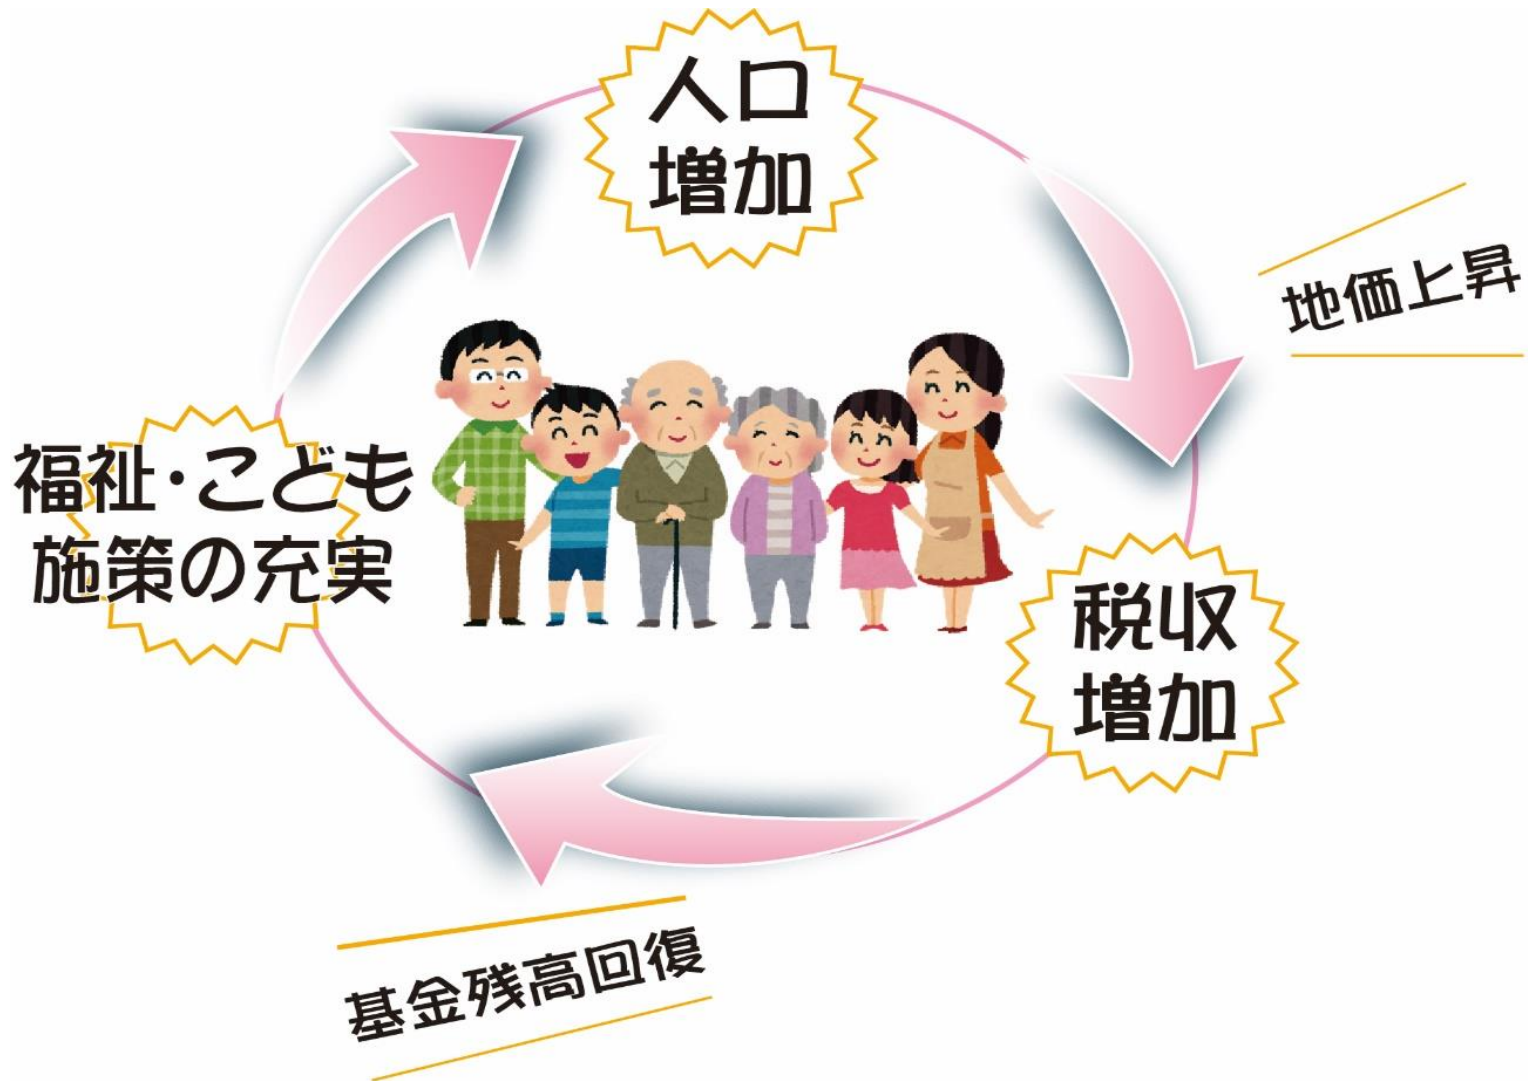 人口
増加
地価上昇
福祉・こども
施策の充実
税収
増加
基金残高回復